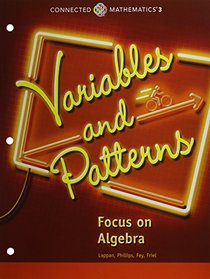 CONNECTED MATHEMATICS 3
Variables
and
Patterns
Focus on
Algebra
Lappan, Phillips, Fey, Friel